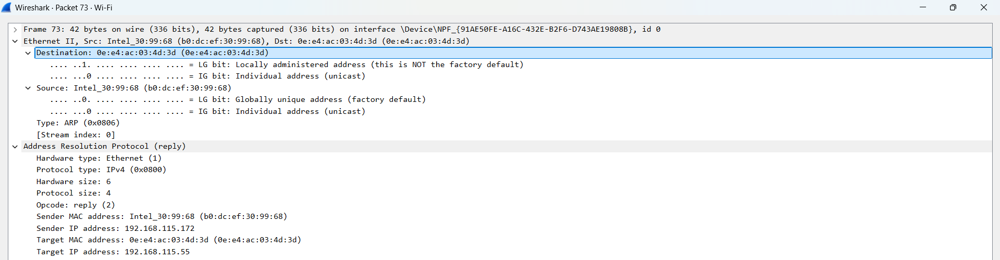 Wireshark · Packet 73 · Wi-Fi
Frame 73: 42 bytes on wire (336 bits), 42 bytes captured (336 bits) on interface \Device\NPF_{91AE50FE-A16C-432E-B2F6-D743AE19808B}, id 0
Ethernet II, Src: Intel_30:99:68 (b0:dc:ef:30:99:68), Dst: 0e:e4:ac:03:4d:3d (0e:e4:ac:03:4d:3d)
Destination: 0e:e4:ac:03:4d:3d (0e:e4:ac:03:4d:3d)
.... ..1. .... .... .... .... = LG bit: Locally administered address (this is NOT the factory default)
.... ...0 .... .... .... .... = IG bit: Individual address (unicast)
Source: Intel_30:99:68 (b0:dc:ef:30:99:68)
.... ..0. .... .... .... .... = LG bit: Globally unique address (factory default)
.... ...0 .... .... .... .... = IG bit: Individual address (unicast)
Type: ARP (0x0806)
[Stream index: 0]
Address Resolution Protocol (reply)
Hardware type: Ethernet (1)
Protocol type: IPv4 (0x0800)
Hardware size: 6
Protocol size: 4
Opcode: reply (2)
Sender MAC address: Intel_30:99:68 (b0:dc:ef:30:99:68)
Sender IP address: 192.168.115.172
Target MAC address: 0e:e4:ac:03:4d:3d (0e:e4:ac:03:4d:3d)
Target IP address: 192.168.115.55